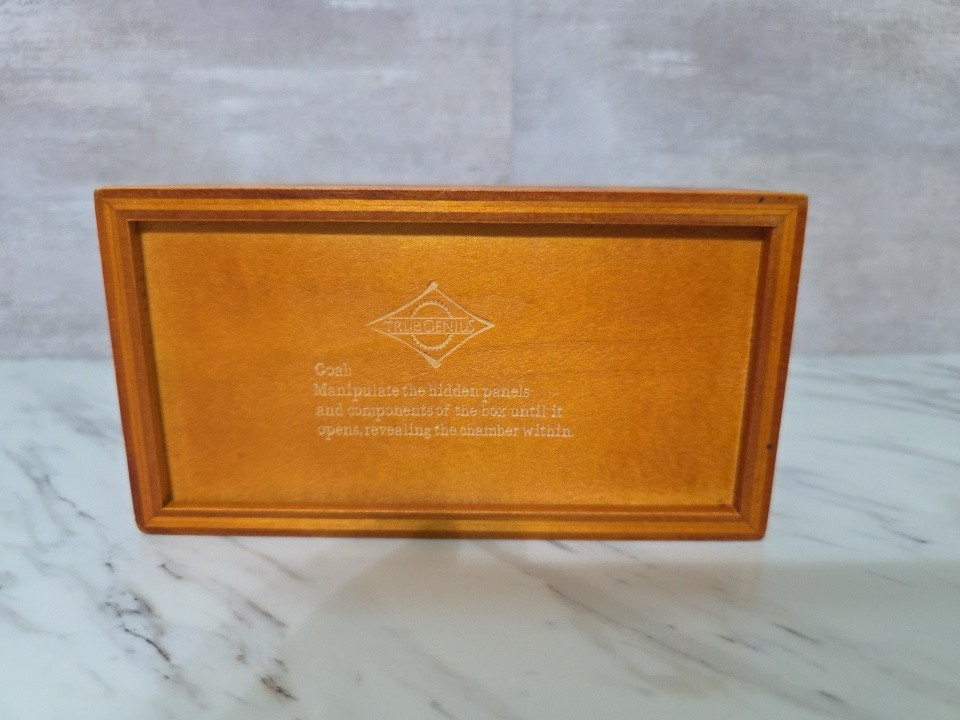 TRUE GENIUS
Goal:
Manipulate the hidden panels
and components of the box until it
opens, revealing the chamber within.